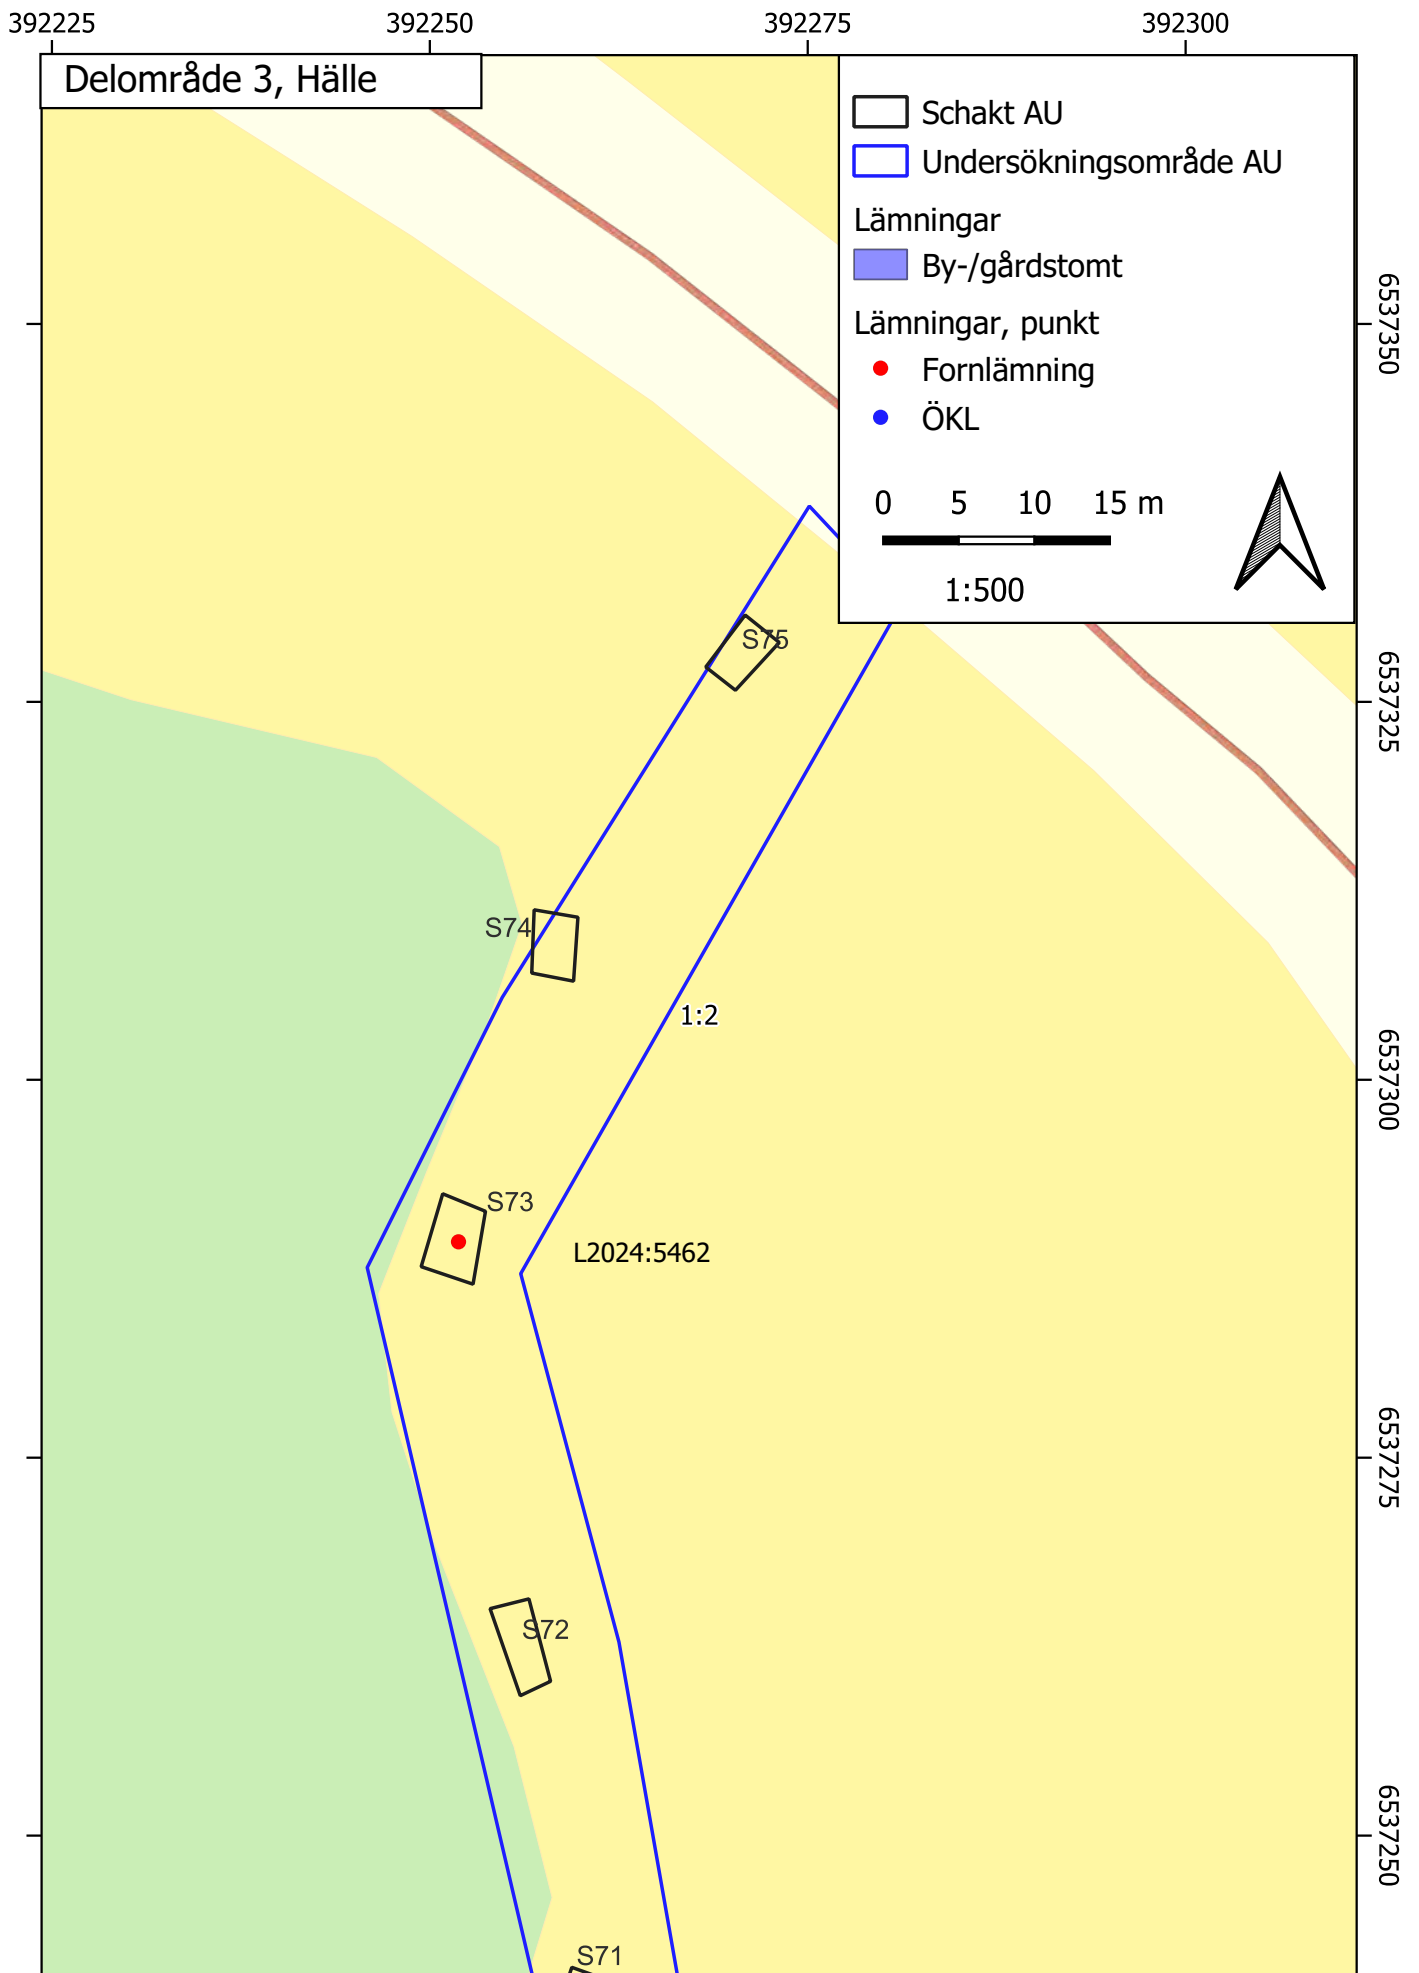 392225 392250 392275 392300
Delområde 3, Hälle
Schakt AU
Undersökningsområde AU
Lämningar
By-/gårdstomt
Lämningar, punkt
Fornlämning
ÖKL
0 5 10 15 m
1:500
6537350
S75
6537325
S74
1:2
6537300
S73
L2024:5462
6537275
S72
6537250
S71